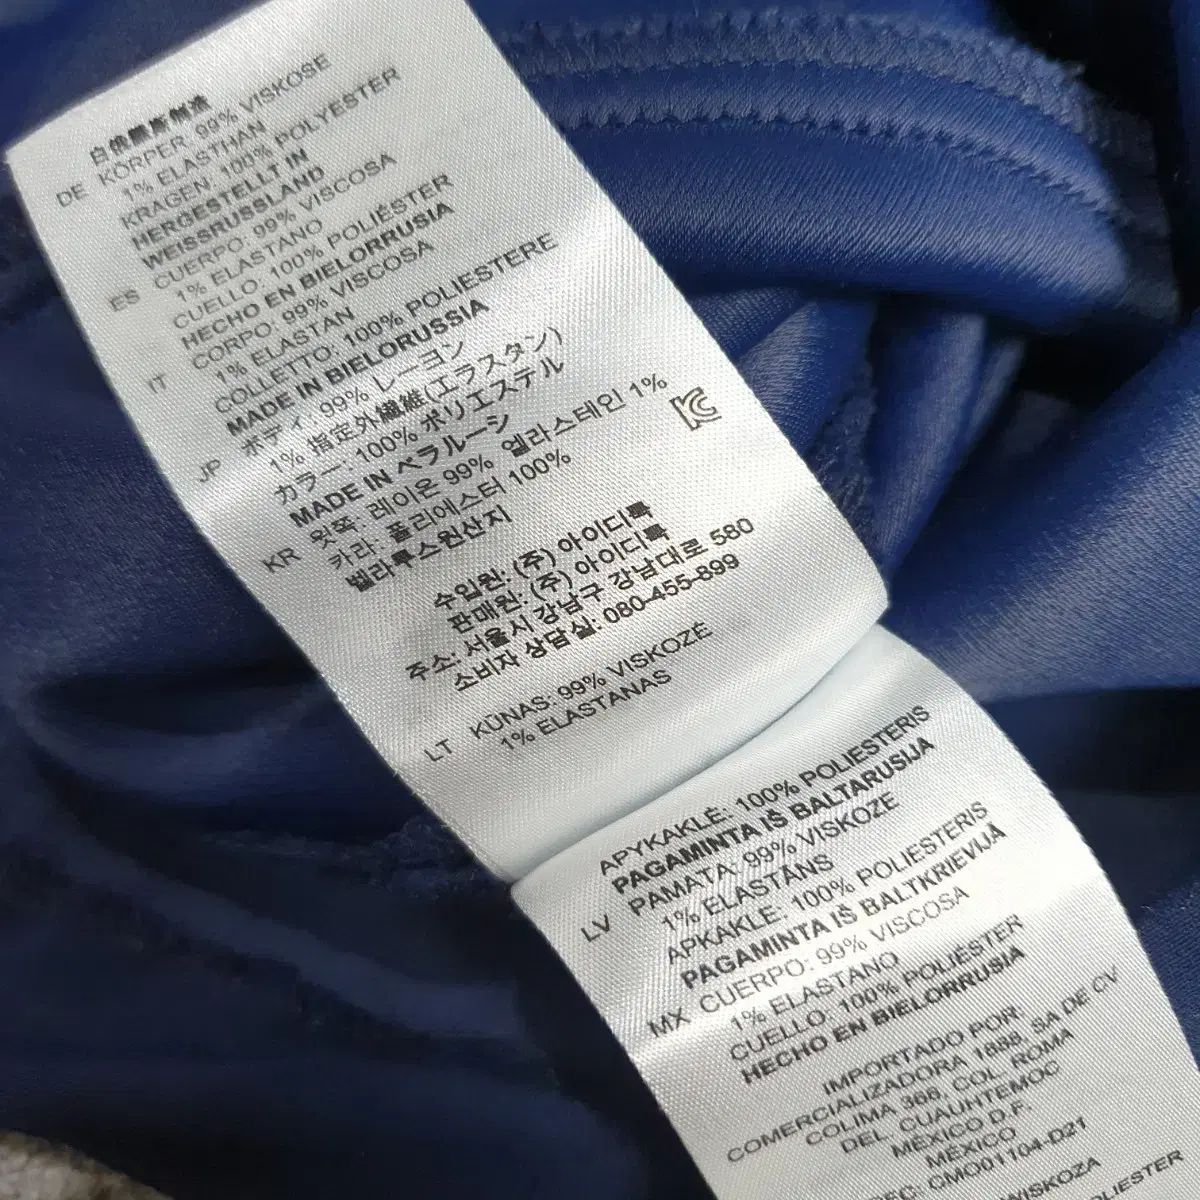 白俄羅斯制造
DE KÖRPER: 99% VISKOSE
1% ELASTHAN
KRAGEN: 100% POLYESTER
HERGESTELLT IN
WEISSRUSSLAND
ES CUERPO: 99% VISCOSA
1% ELASTANO
CUELLO: 100% POLIÉSTER
HECHO EN BIELORRUSIA
IT CORPO: 99% VISCOSA
1% ELASTAN
COLLETTO: 100% POLIESTERE
MADE IN BIELORUSSIA
JP ボディ: 99% レーヨン
1% 指定外繊維(エラスタン)
カラー: 100% ポリエステル
MADE IN ベラルーシ
KR 윗쪽: 레이온 99% 엘라스테인 1%
카라: 폴리에스터 100%
벨라루스원산지
수입원: (주) 아이디룩
판매원: (주) 아이디룩
주소: 서울시 강남구 강남대로 580
소비자 상담실: 080-455-899
LT KŪNAS: 99% VISKOZĖ
1% ELASTANAS
APYKAKLĖ: 100% POLIESTERIS
PAGAMINTA IŠ BALTARUSIJA
LV PAMATA: 99% VISKOZE
1% ELASTĀNS
APKAKLE: 100% POLIESTERIS
PAGAMINTA IŠ BALTKRIEVIJĀ
MX CUERPO: 99% VISCOSA
1% ELASTANO
CUELLO: 100% POLIÉSTER
HECHO EN BIELORRUSIA
IMPORTADO POR:
COMERCIALIZADORA 1888, SA DE CV
COLIMA 366, COL ROMA
DEL. CUAUHTEMOC
MÉXICO D.F.
MÉXICO
CMO01104-D21